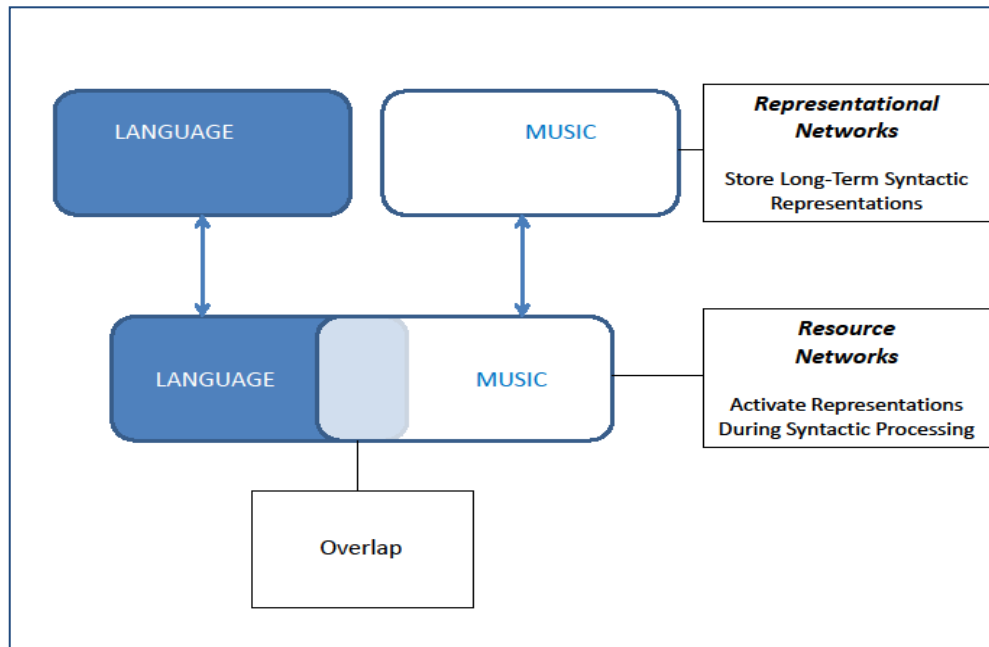 LANGUAGE
MUSIC
Representational
Networks
Store Long-Term Syntactic
Representations
LANGUAGE
MUSIC
Resource
Networks
Activate Representations
During Syntactic Processing
Overlap